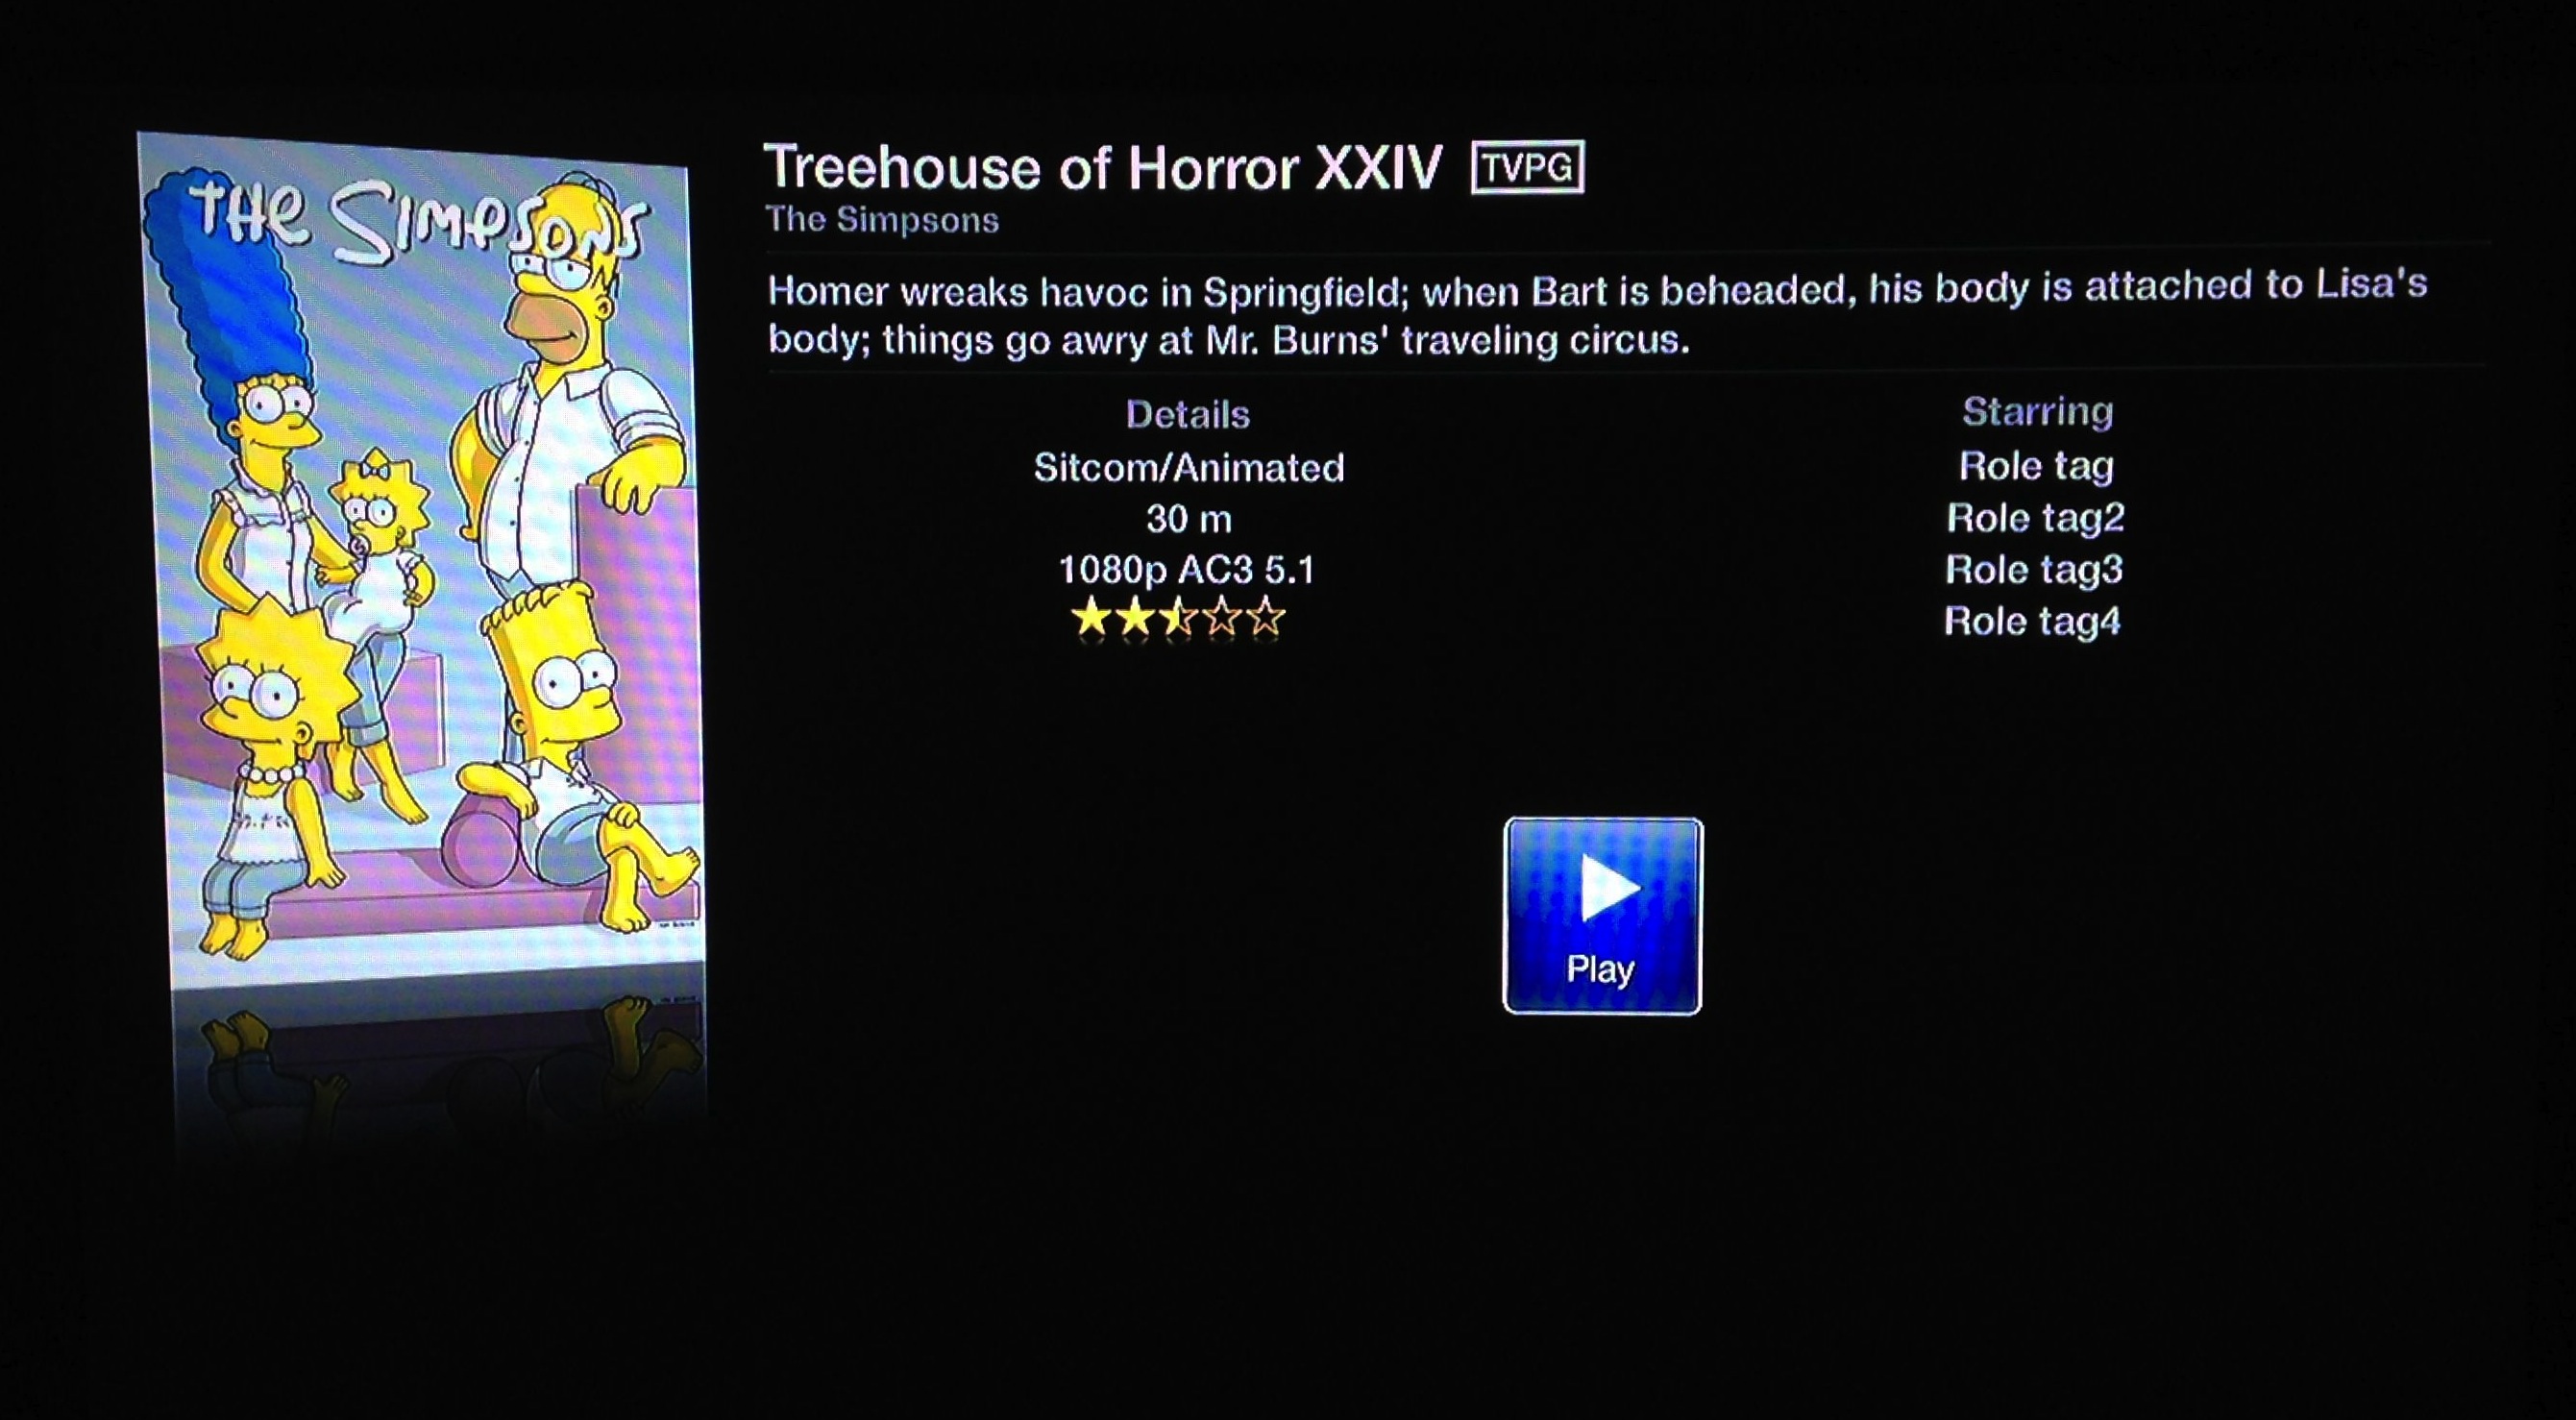 THE SIMPSONS
Treehouse of Horror XXIV TVPG
The Simpsons
Homer wreaks havoc in Springfield; when Bart is beheaded, his body is attached to Lisa's
body; things go awry at Mr. Burns' traveling circus.
Details
Sitcom/Animated
30 m
1080p AC3 5.1
Starring
Role tag
Role tag2
Role tag3
Role tag4
Play